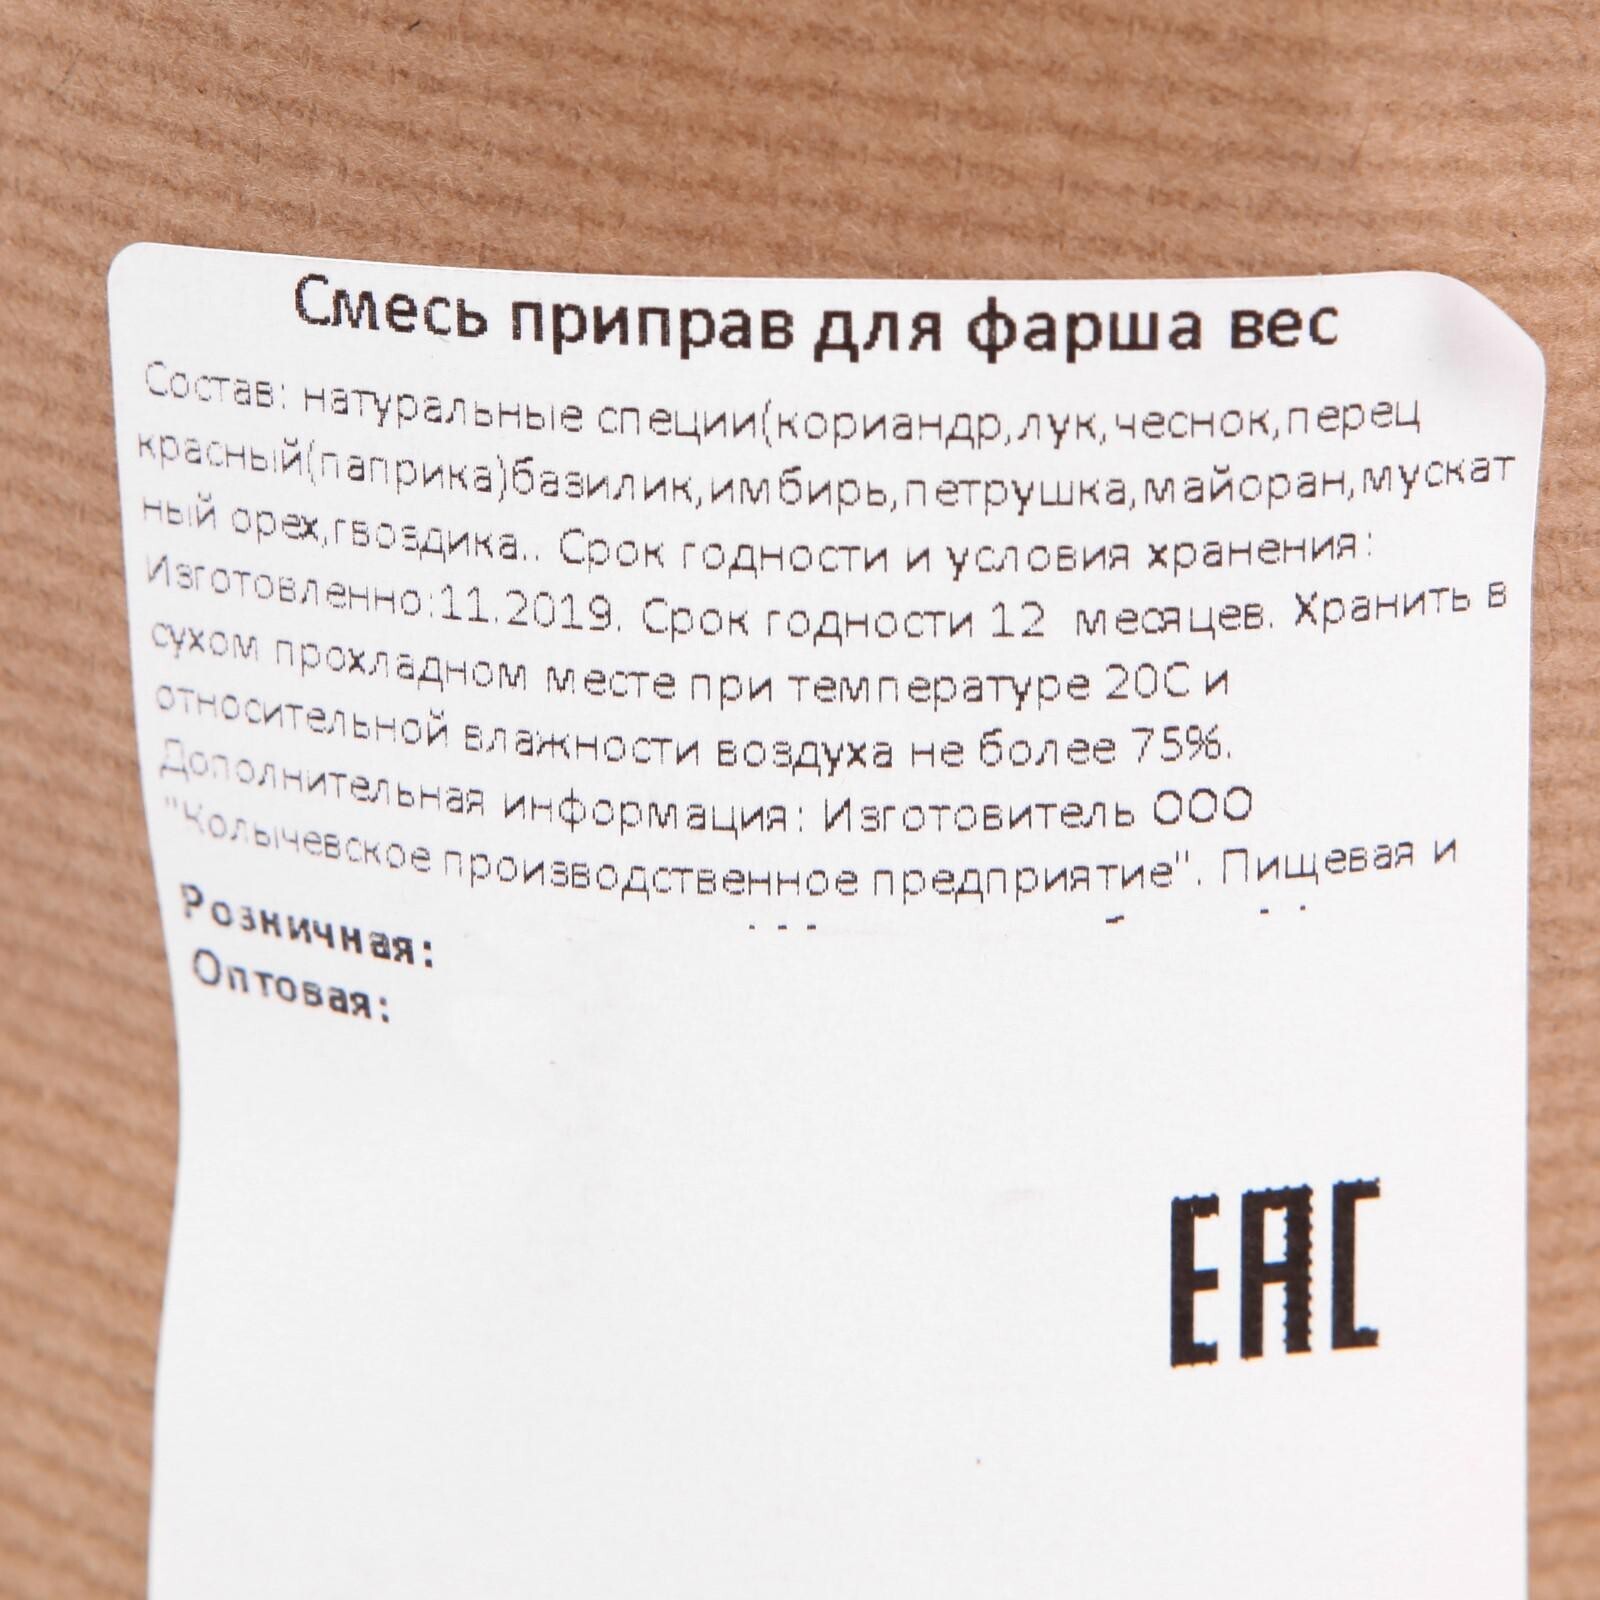 Смесь приправ для фарша вес
Состав: натуральные специи(кориандр,лук,чеснок,перец
красный(паприка)базилик,имбирь,петрушка,майоран,мускат
ный орех,гвоздика.. Срок годности и условия хранения:
Изготовленно:11.2019. Срок годности 12 месяцев. Хранить в
сухом прохладном месте при температуре 20С и
относительной влажности воздуха не более 75%.
Дополнительная информация: Изготовитель ООО
"Колычевское производственное предприятие". Пищевая и
Розничная:
Оптовая:
ЕАС